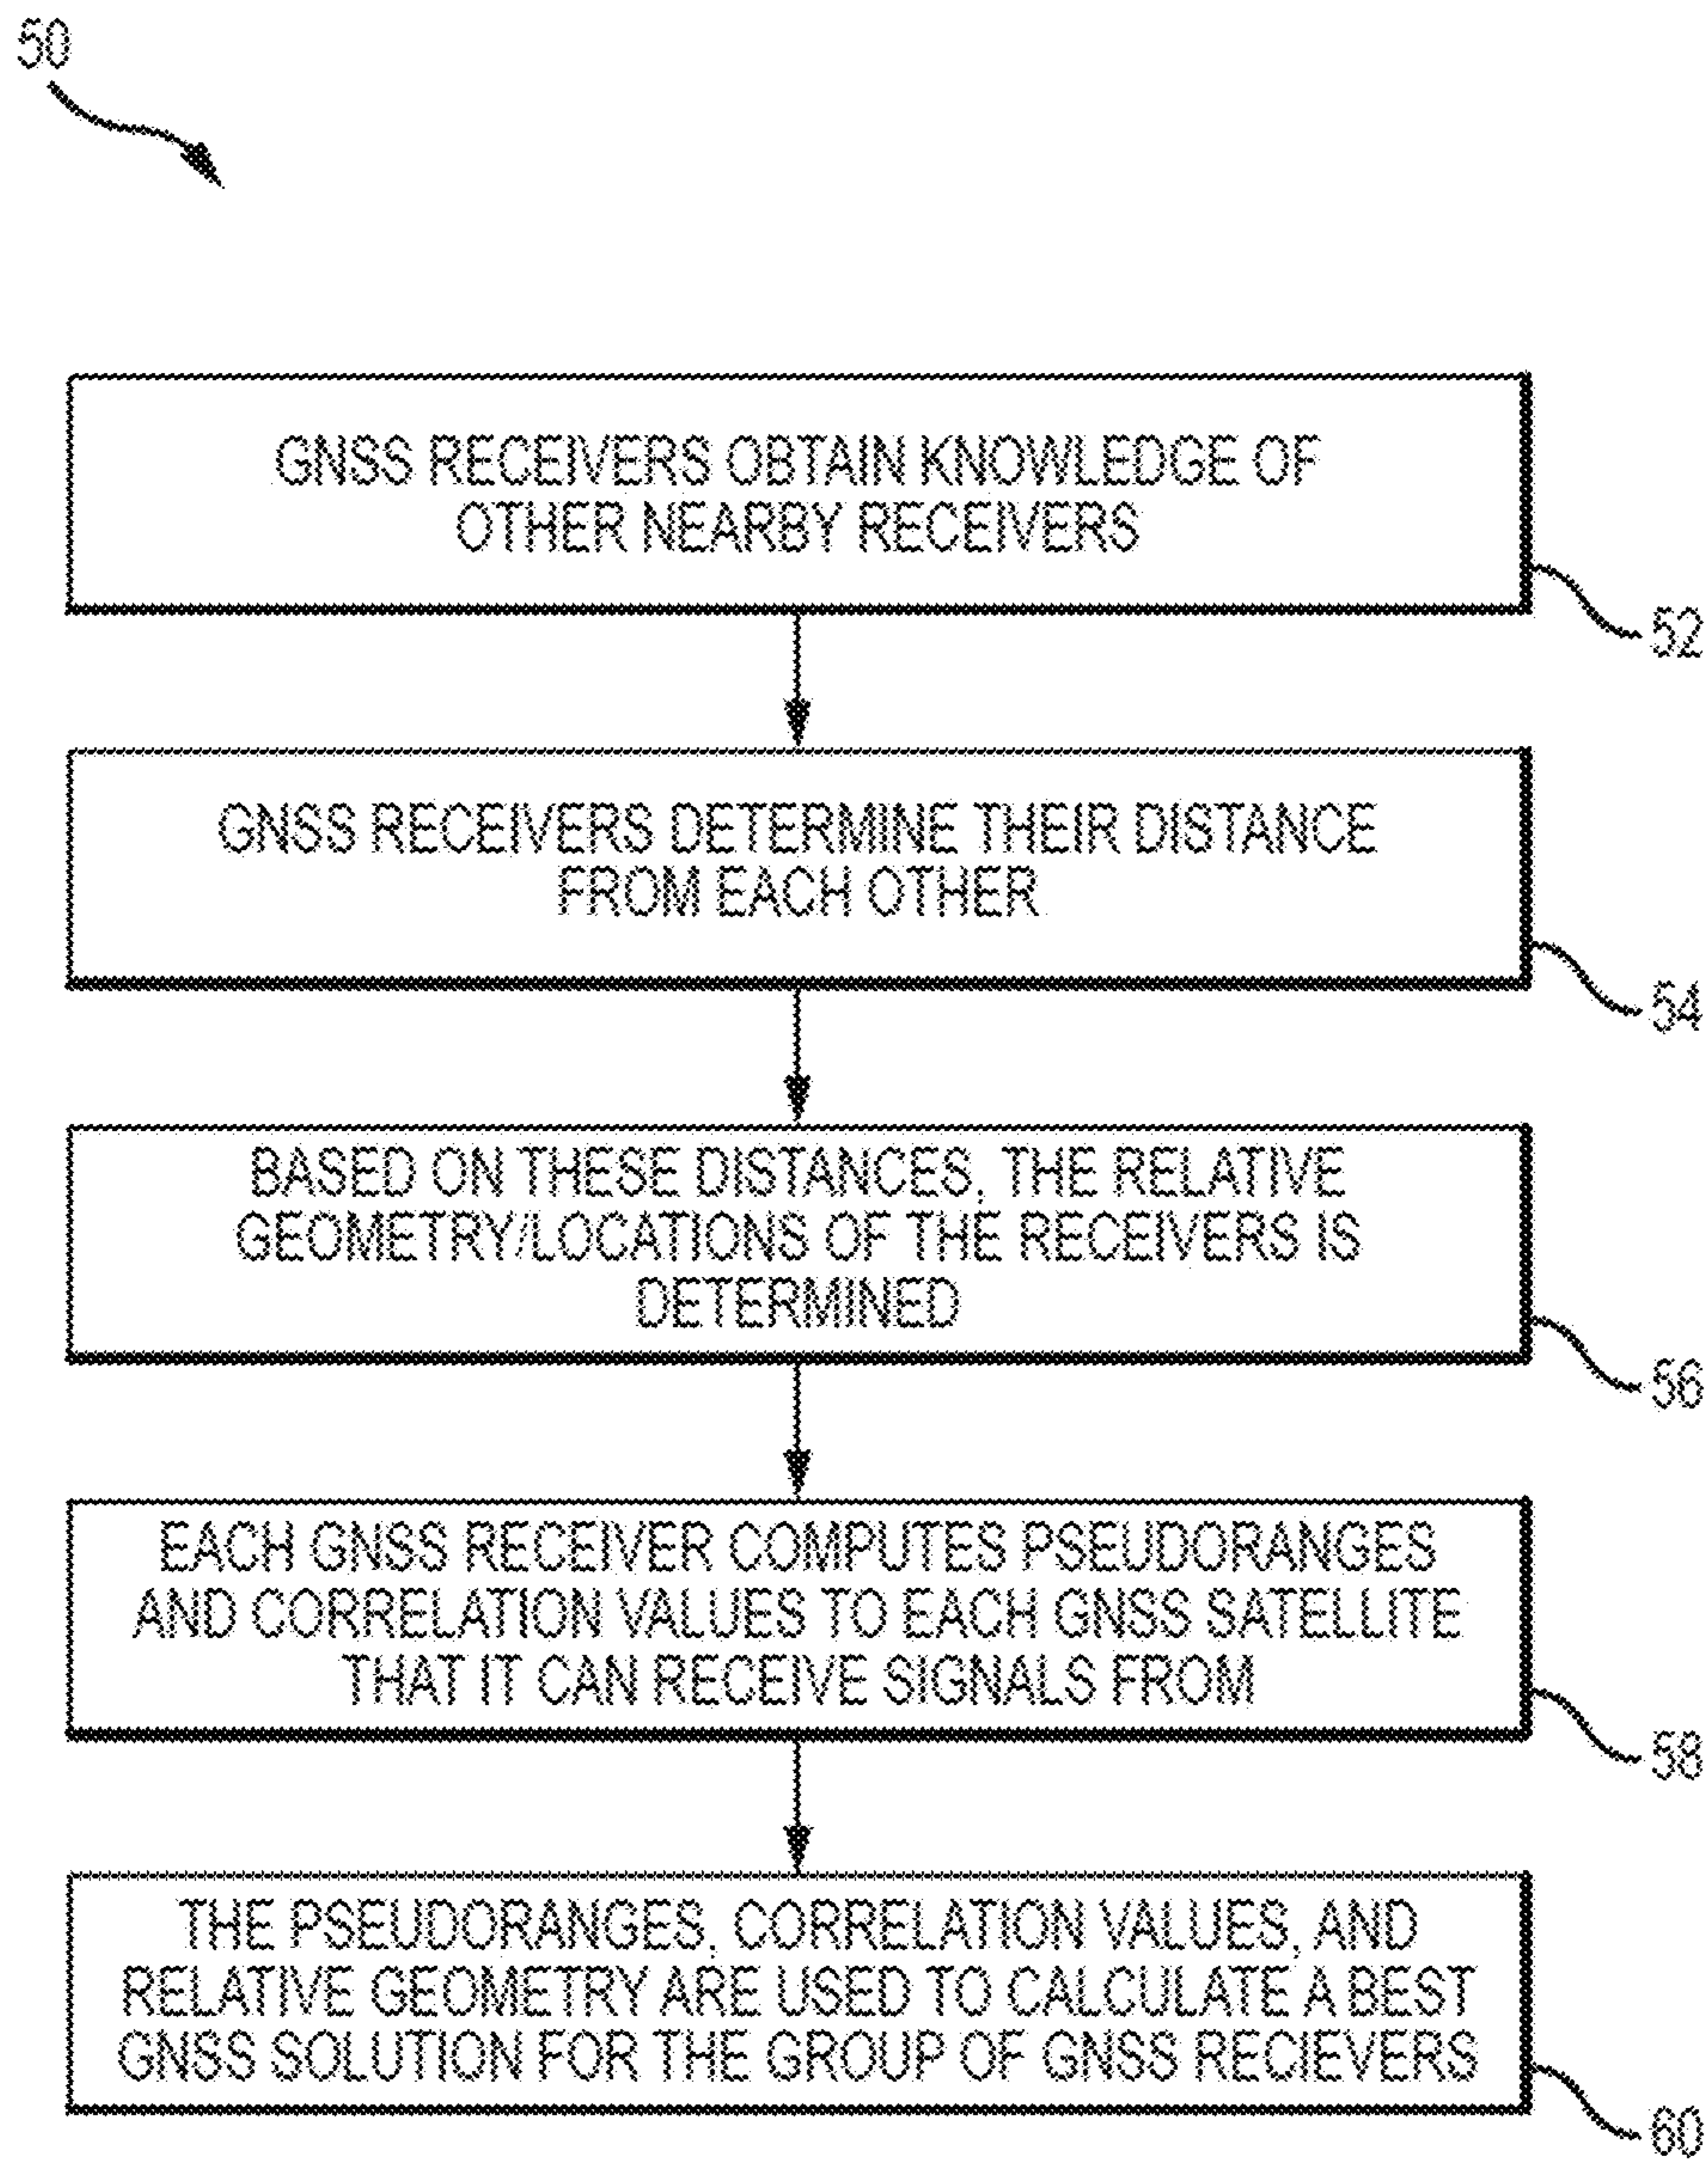 50
GNSS RECEIVERS OBTAIN KNOWLEDGE OF
OTHER NEARBY RECEIVERS
52
GNSS RECEIVERS DETERMINE THEIR DISTANCE
FROM EACH OTHER
54
BASED ON THESE DISTANCES, THE RELATIVE
GEOMETRY/LOCATIONS OF THE RECEIVERS IS
DETERMINED
56
EACH GNSS RECEIVER COMPUTES PSEUDORANGES
AND CORRELATION VALUES TO EACH GNSS SATELLITE
THAT IT CAN RECEIVE SIGNALS FROM
58
THE PSEUDORANGES, CORRELATION VALUES, AND
RELATIVE GEOMETRY ARE USED TO CALCULATE A BEST
GNSS SOLUTION FOR THE GROUP OF GNSS RECIEVERS
60